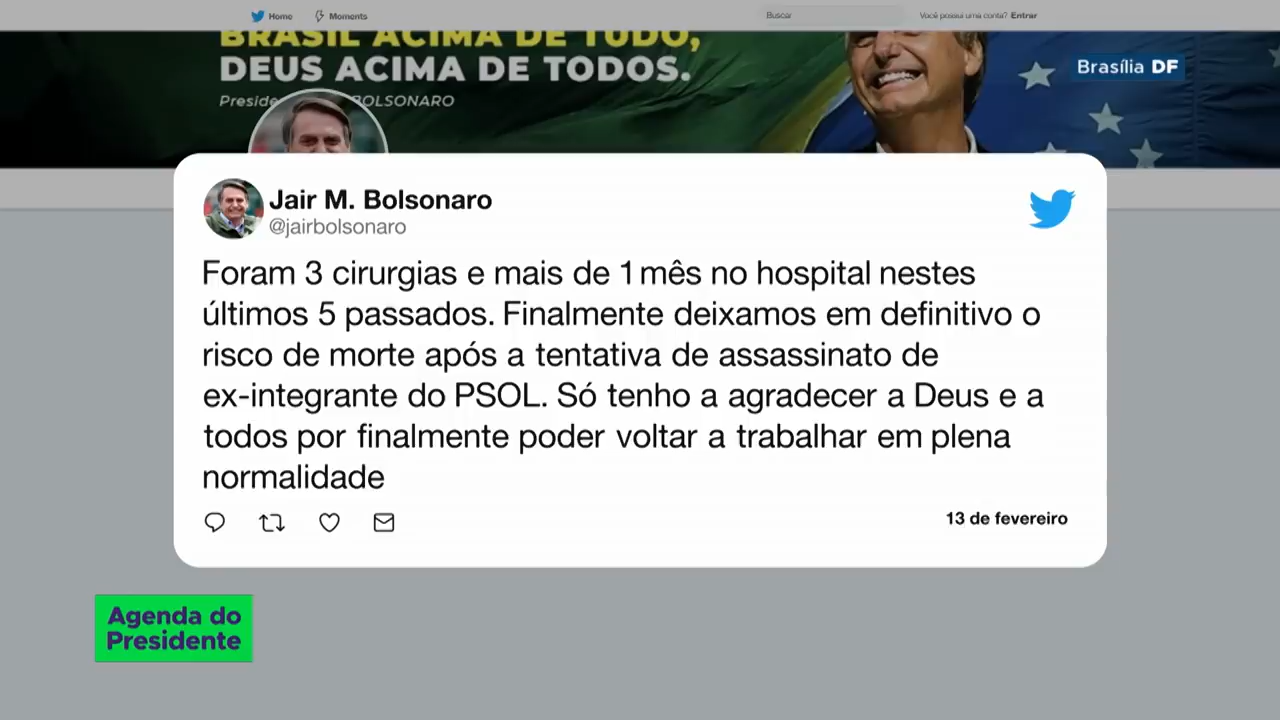 Home
Moments
Buscar
Você possui uma conta? Entrar
BRASIL ACIMA DE TUDO,
DEUS ACIMA DE TODOS.
Preside
BOLSONARO
Brasília DF
Jair M. Bolsonaro
@jairbolsonaro
Foram 3 cirurgias e mais de 1 mês no hospital nestes
últimos 5 passados. Finalmente deixamos em definitivo o
risco de morte após a tentativa de assassinato de
ex-integrante do PSOL. Só tenho a agradecer a Deus e a
todos por finalmente poder voltar a trabalhar em plena
normalidade
13 de fevereiro
Agenda do
Presidente